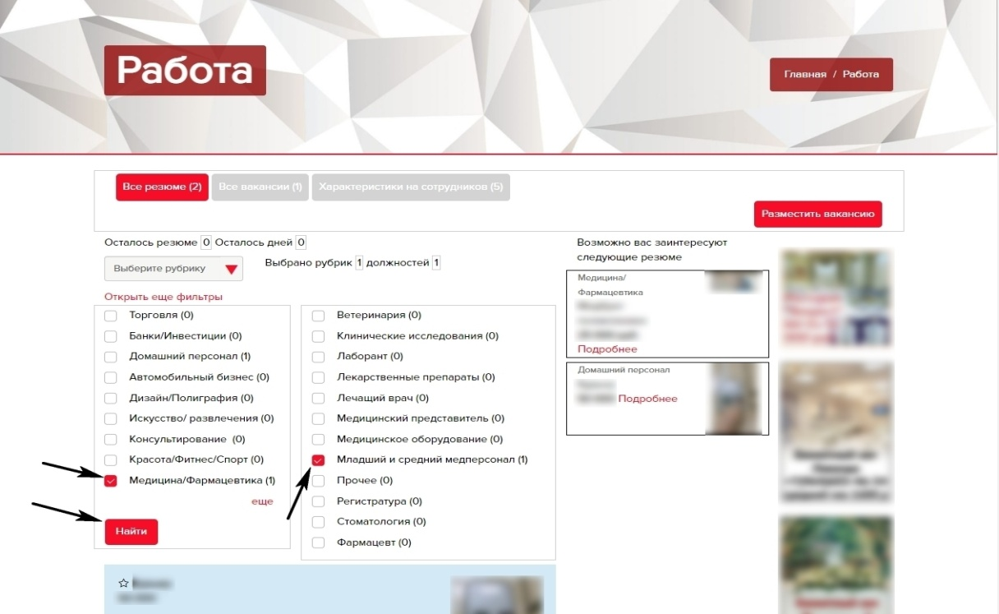 Работа
Главная / Работа
Все резюме (2) Все вакансии (1) Характеристики на сотрудников (5)
Разместить вакансию
Осталось резюме 0 Осталось дней 0
Выберите рубрику
Выбрано рубрик 1 должностей 1
Открыть еще фильтры
Торговля (0)
Банки/Инвестиции (0)
Домашний персонал (1)
Автомобильный бизнес (0)
Дизайн/Полиграфия (0)
Искусство/ развлечения (0)
Консультирование (0)
Красота/Фитнес/Спорт (0)
Медицина/Фармацевтика (1)
еще
Найти
Ветеринария (0)
Клинические исследования (0)
Лаборант (0)
Лекарственные препараты (0)
Лечащий врач (0)
Медицинский представитель (0)
Медицинское оборудование (0)
Младший и средний медперсонал (1)
Прочее (0)
Регистратура (0)
Стоматология (0)
Фармацевт (0)
Возможно вас заинтересуют
следующие резюме
Медицина/
Фармацевтика
Подробнее
Домашний персонал
Подробнее